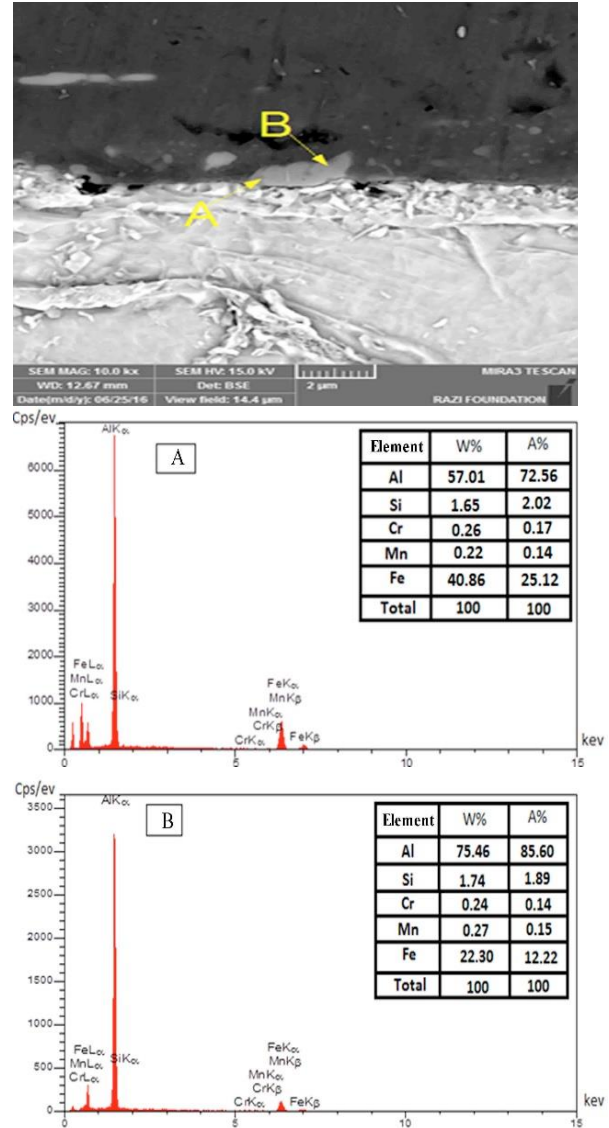 B
A
SEM MAG: 10.0 kx SEM HV: 15.0 kV MIRA3 TESCAN
WD: 12.67 mm Det: BSE 2 µm
Date(m/d/y): 06/25/16 View field: 14.4 µm RAZI FOUNDATION
Cps/ev
AlKα
A
6000
5000
4000
3000
2000
1000
0
FeLα
MnLα
CrLα
SiKα
FeKα
MnKβ
MnKα
CrKβ
CrKα
FeKβ
0 5 10 15
kev
Element W% A%
Al 57.01 72.56
Si 1.65 2.02
Cr 0.26 0.17
Mn 0.22 0.14
Fe 40.86 25.12
Total 100 100
Cps/ev
AlKα
B
3500
3000
2500
2000
1500
1000
500
0
FeLα
MnLα
CrLα
SiKα
FeKα
MnKβ
MnKα
CrKβ
CrKα
FeKβ
0 5 10 15
kev
Element W% A%
Al 75.46 85.60
Si 1.74 1.89
Cr 0.24 0.14
Mn 0.27 0.15
Fe 22.30 12.22
Total 100 100